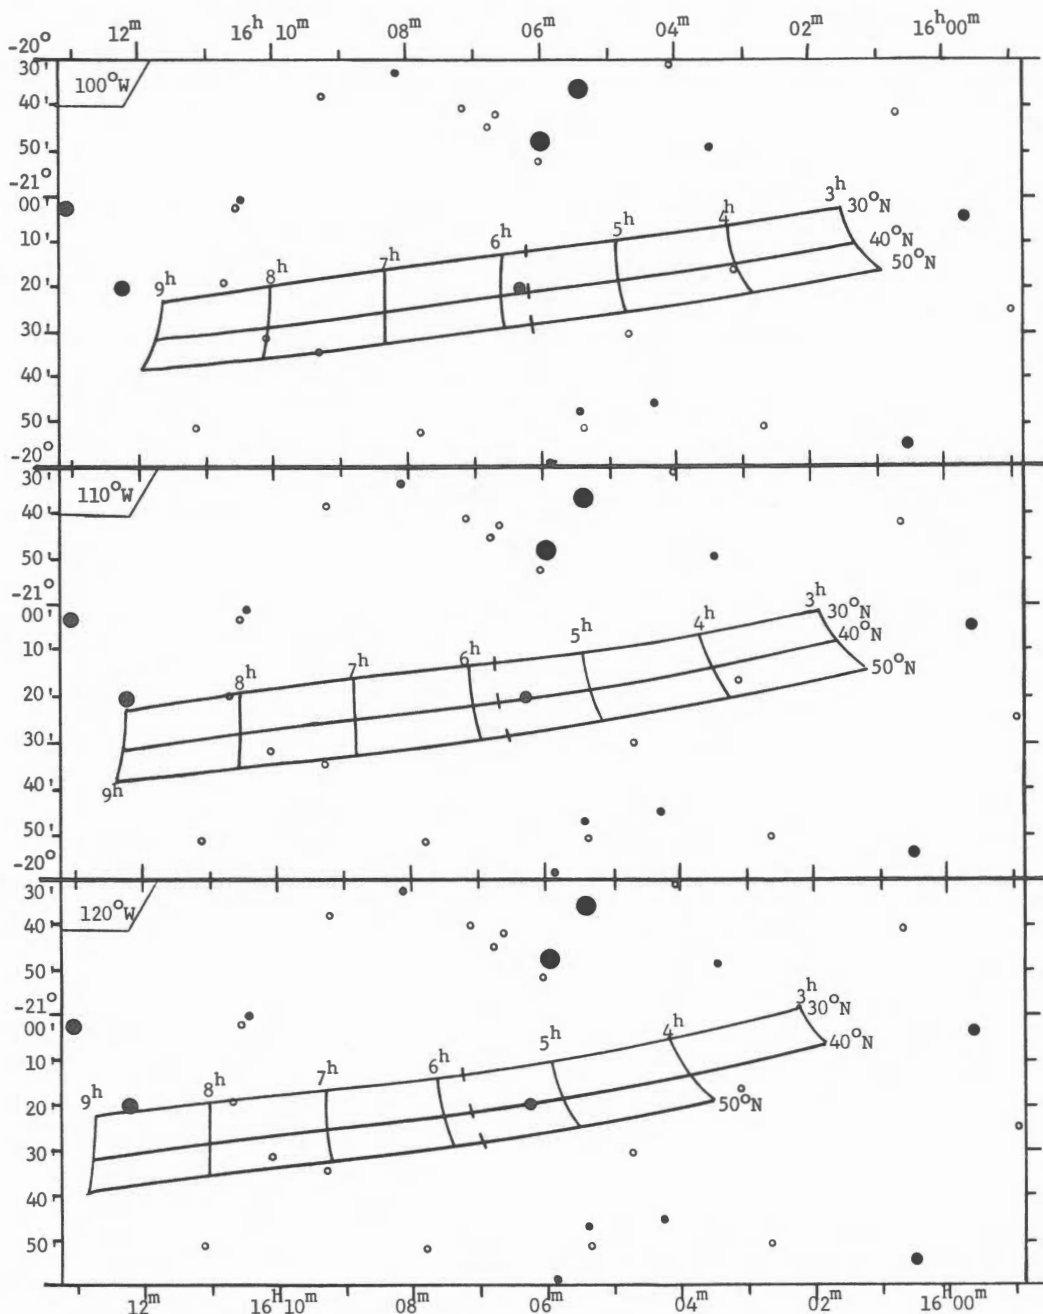 12ᵐ 16ʰ10ᵐ 08ᵐ 06ᵐ 04ᵐ 02ᵐ 16ʰ00ᵐ
-20°
30'
100°W
40'
50'
-21°
00'
3ʰ 30°N
4ʰ
5ʰ
10'
6ʰ
40°N
7ʰ
50°N
8ʰ
20'
9ʰ
30'
40'
50'
-20°
30'
110°W
40'
50'
-21°
00'
3ʰ 30°N
4ʰ
5ʰ
40°N
10'
6ʰ
7ʰ
50°N
8ʰ
20'
30'
40'
9ʰ
50'
-20°
30'
120°W
40'
50'
-21°
3ʰ 30°N
00'
4ʰ
5ʰ
40°N
10'
6ʰ
7ʰ
8ʰ
9ʰ
50°N
20'
30'
40'
50'
12ᵐ 16ᴴ10ᵐ 08ᵐ 06ᵐ 04ᵐ 02ᵐ 16ʰ00ᵐ